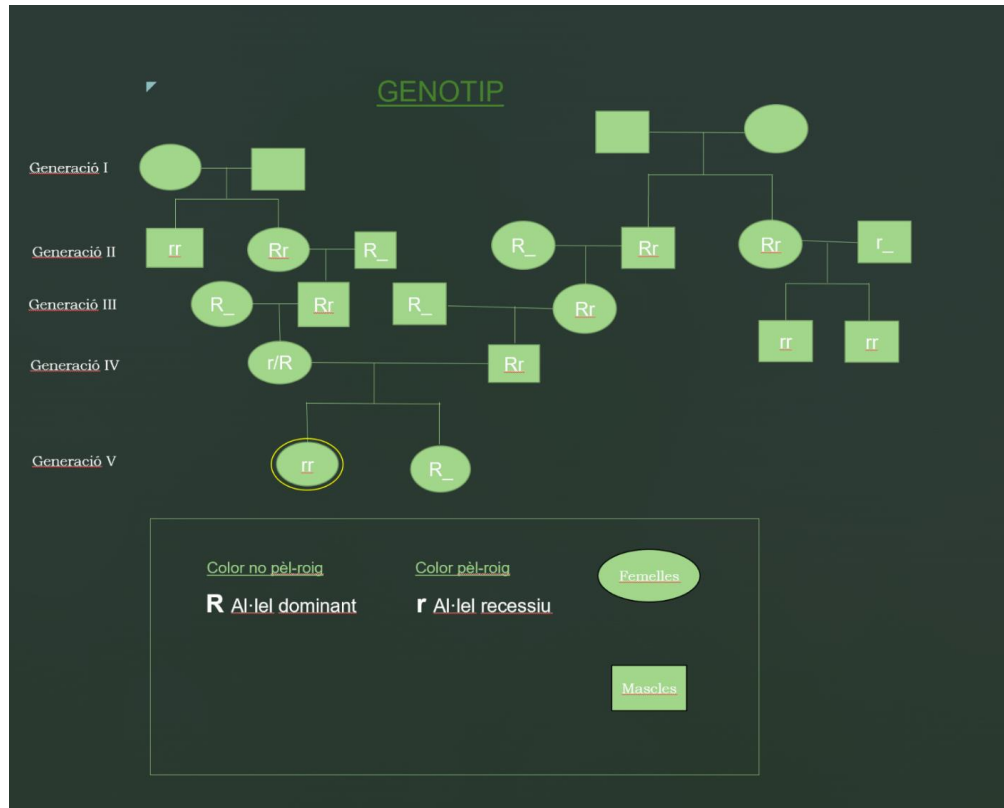 GENOTIP
Generació I
Generació II
rr
Rr
R_
R_
Rr
Rr
r_
Generació III
R_
Rr
R_
Rr
rr
rr
Generació IV
r/R
Rr
Generació V
rr
R_
Color no pèl-roig
Color pèl-roig
Femelles
R Al·lel dominant
r Al·lel recessiu
Mascles